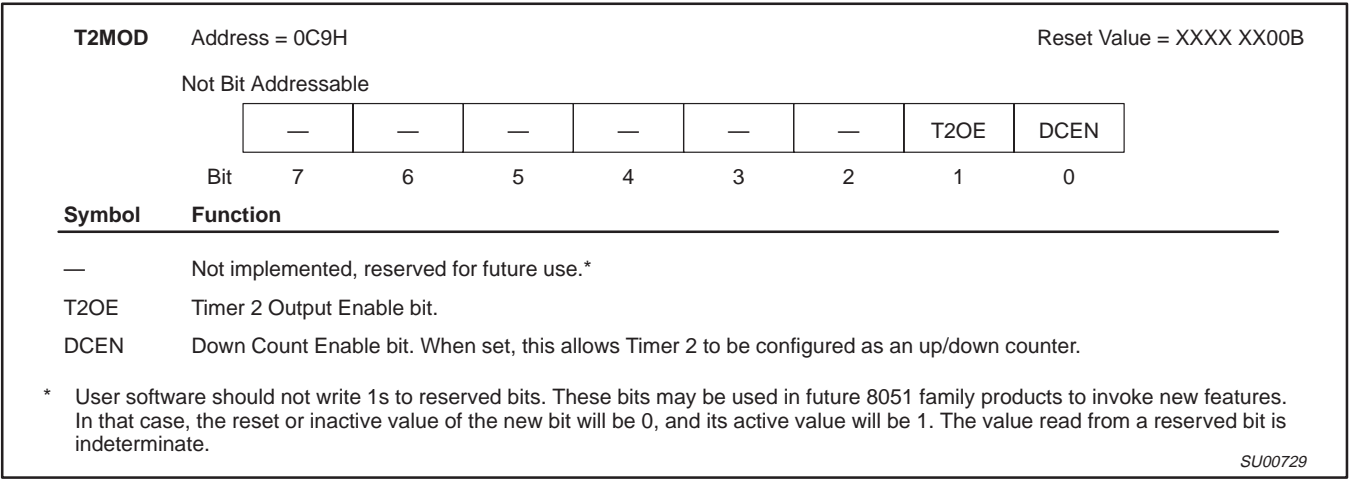 T2MOD Address = 0C9H Reset Value = XXXX XX00B
Not Bit Addressable
— — — — — — T2OE DCEN
Bit 7 6 5 4 3 2 1 0
Symbol Function
— Not implemented, reserved for future use.*
T2OE Timer 2 Output Enable bit.
DCEN Down Count Enable bit. When set, this allows Timer 2 to be configured as an up/down counter.
* User software should not write 1s to reserved bits. These bits may be used in future 8051 family products to invoke new features.
In that case, the reset or inactive value of the new bit will be 0, and its active value will be 1. The value read from a reserved bit is
indeterminate.
SU00729